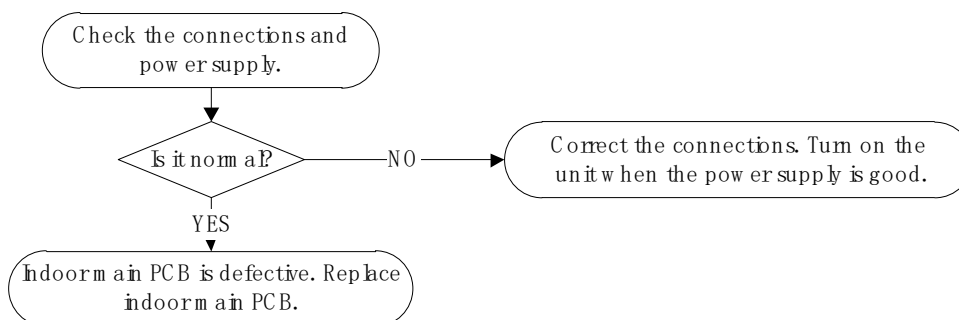 Check the connections and
power supply.
Is it normal?
NO
Correct the connections. Turn on the
unit when the power supply is good.
YES
Indoor main PCB is defective. Replace
indoor main PCB.